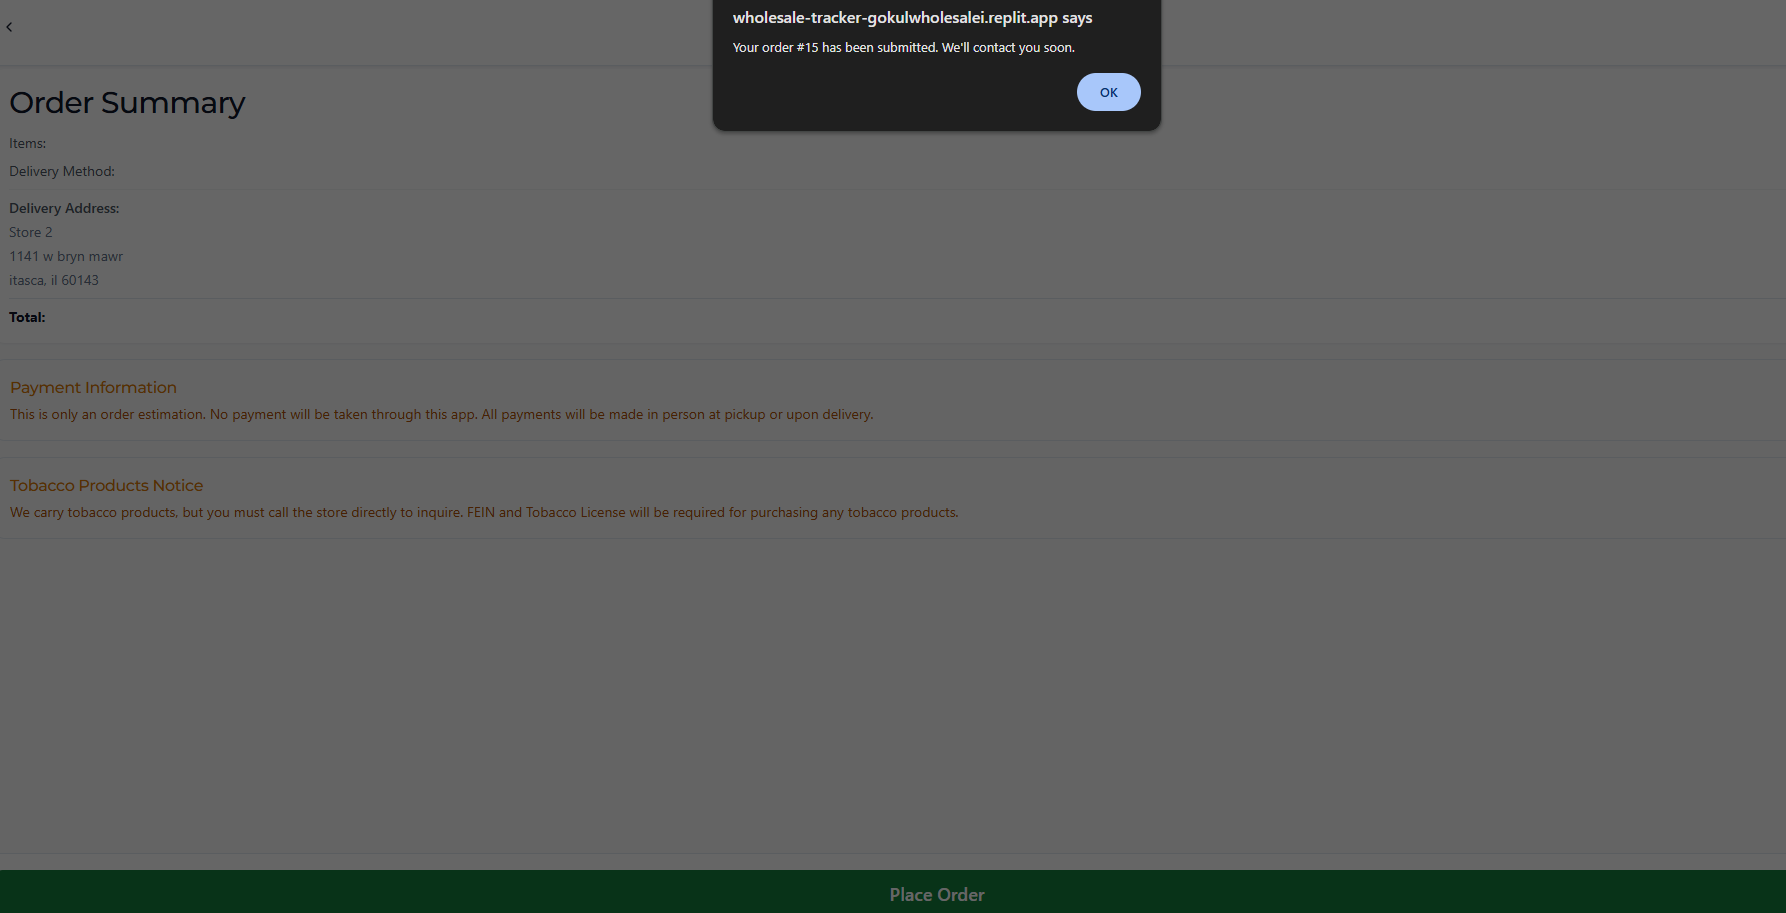 wholesale-tracker-gokulwholesalei.replit.app says
Your order #15 has been submitted. We'll contact you soon.
OK
Order Summary
Items:
Delivery Method:
Delivery Address:
Store 2
1141 w bryn mawr
itasca, il 60143
Total:
Payment Information
This is only an order estimation. No payment will be taken through this app. All payments will be made in person at pickup or upon delivery.
Tobacco Products Notice
We carry tobacco products, but you must call the store directly to inquire. FEIN and Tobacco License will be required for purchasing any tobacco products.
Place Order